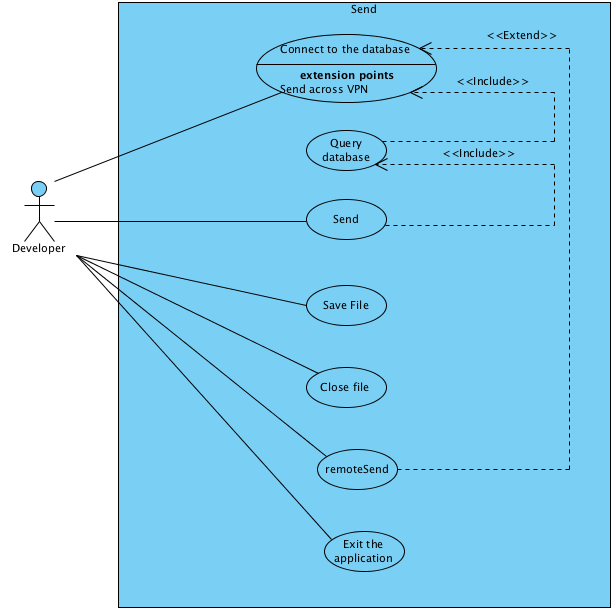 Send
Connect to the database
<<Extend>>
extension points
Send across VPN
<<Include>>
Query
database
<<Include>>
Send
Developer
Save File
Close file
remoteSend
Exit the
application